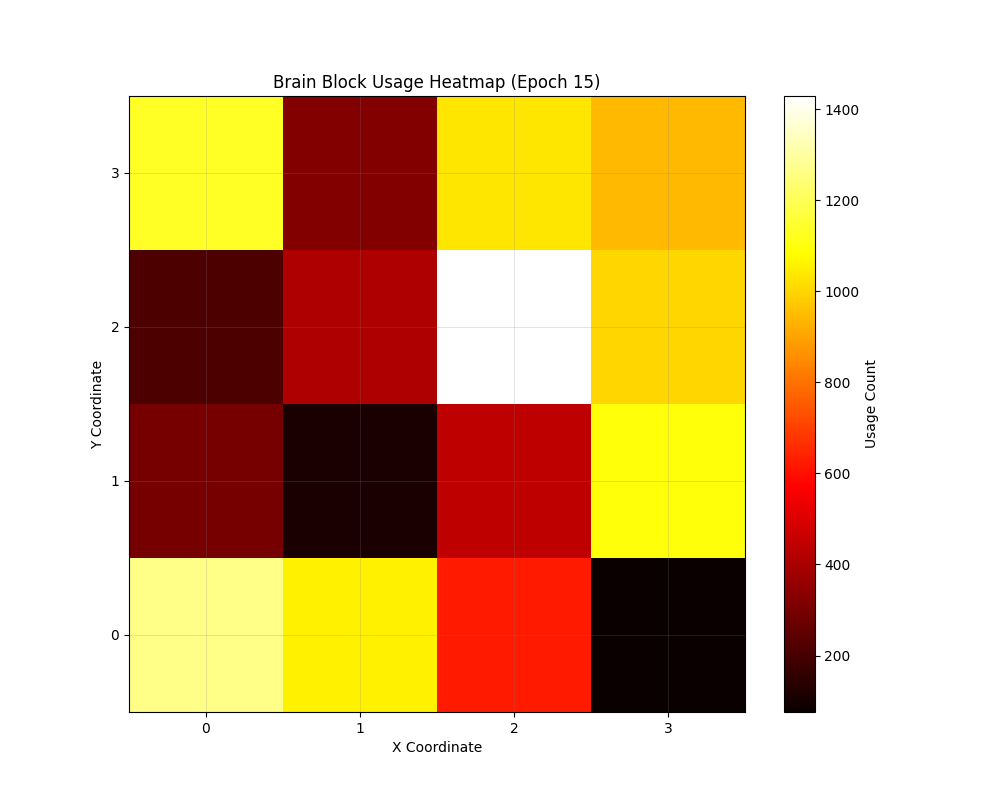 Brain Block Usage Heatmap (Epoch 15)
3
2
1
0
Y Coordinate
0 1 2 3
X Coordinate
1400
1200
1000
800
600
400
200
Usage Count